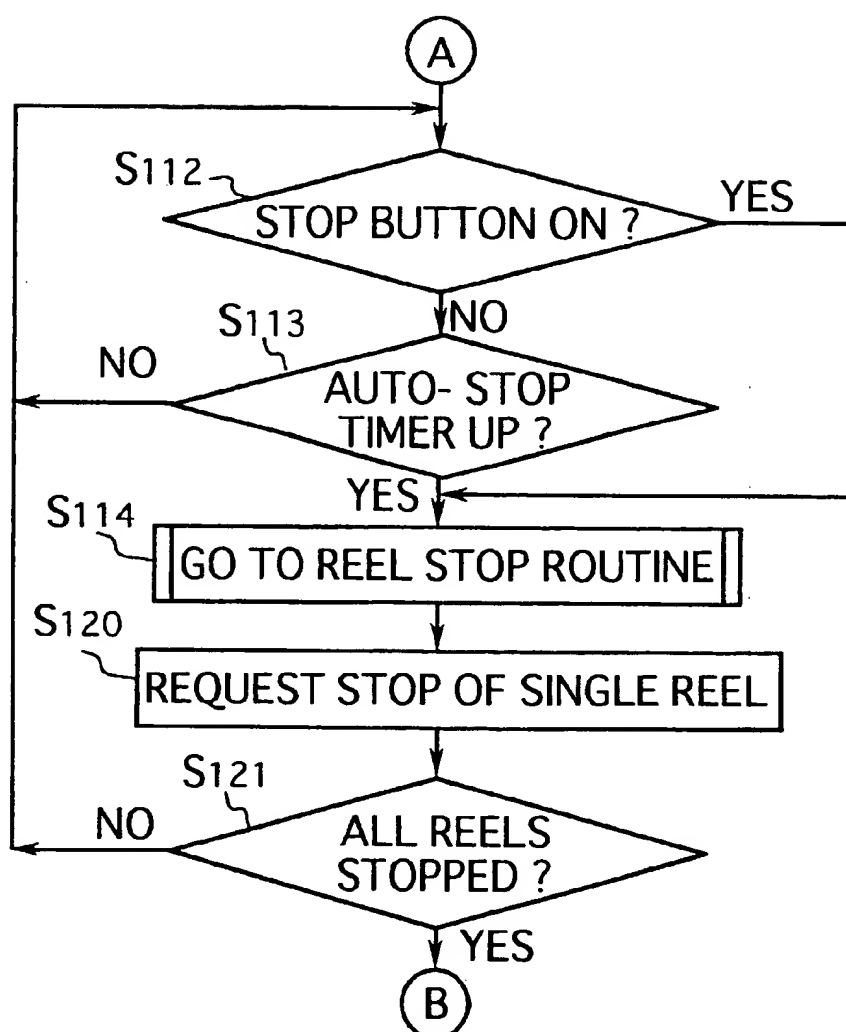 A
S112
STOP BUTTON ON ?
YES
NO
S113
NO
AUTO- STOP
TIMER UP ?
YES
S114
GO TO REEL STOP ROUTINE
S120
REQUEST STOP OF SINGLE REEL
S121
NO
ALL REELS
STOPPED ?
YES
B